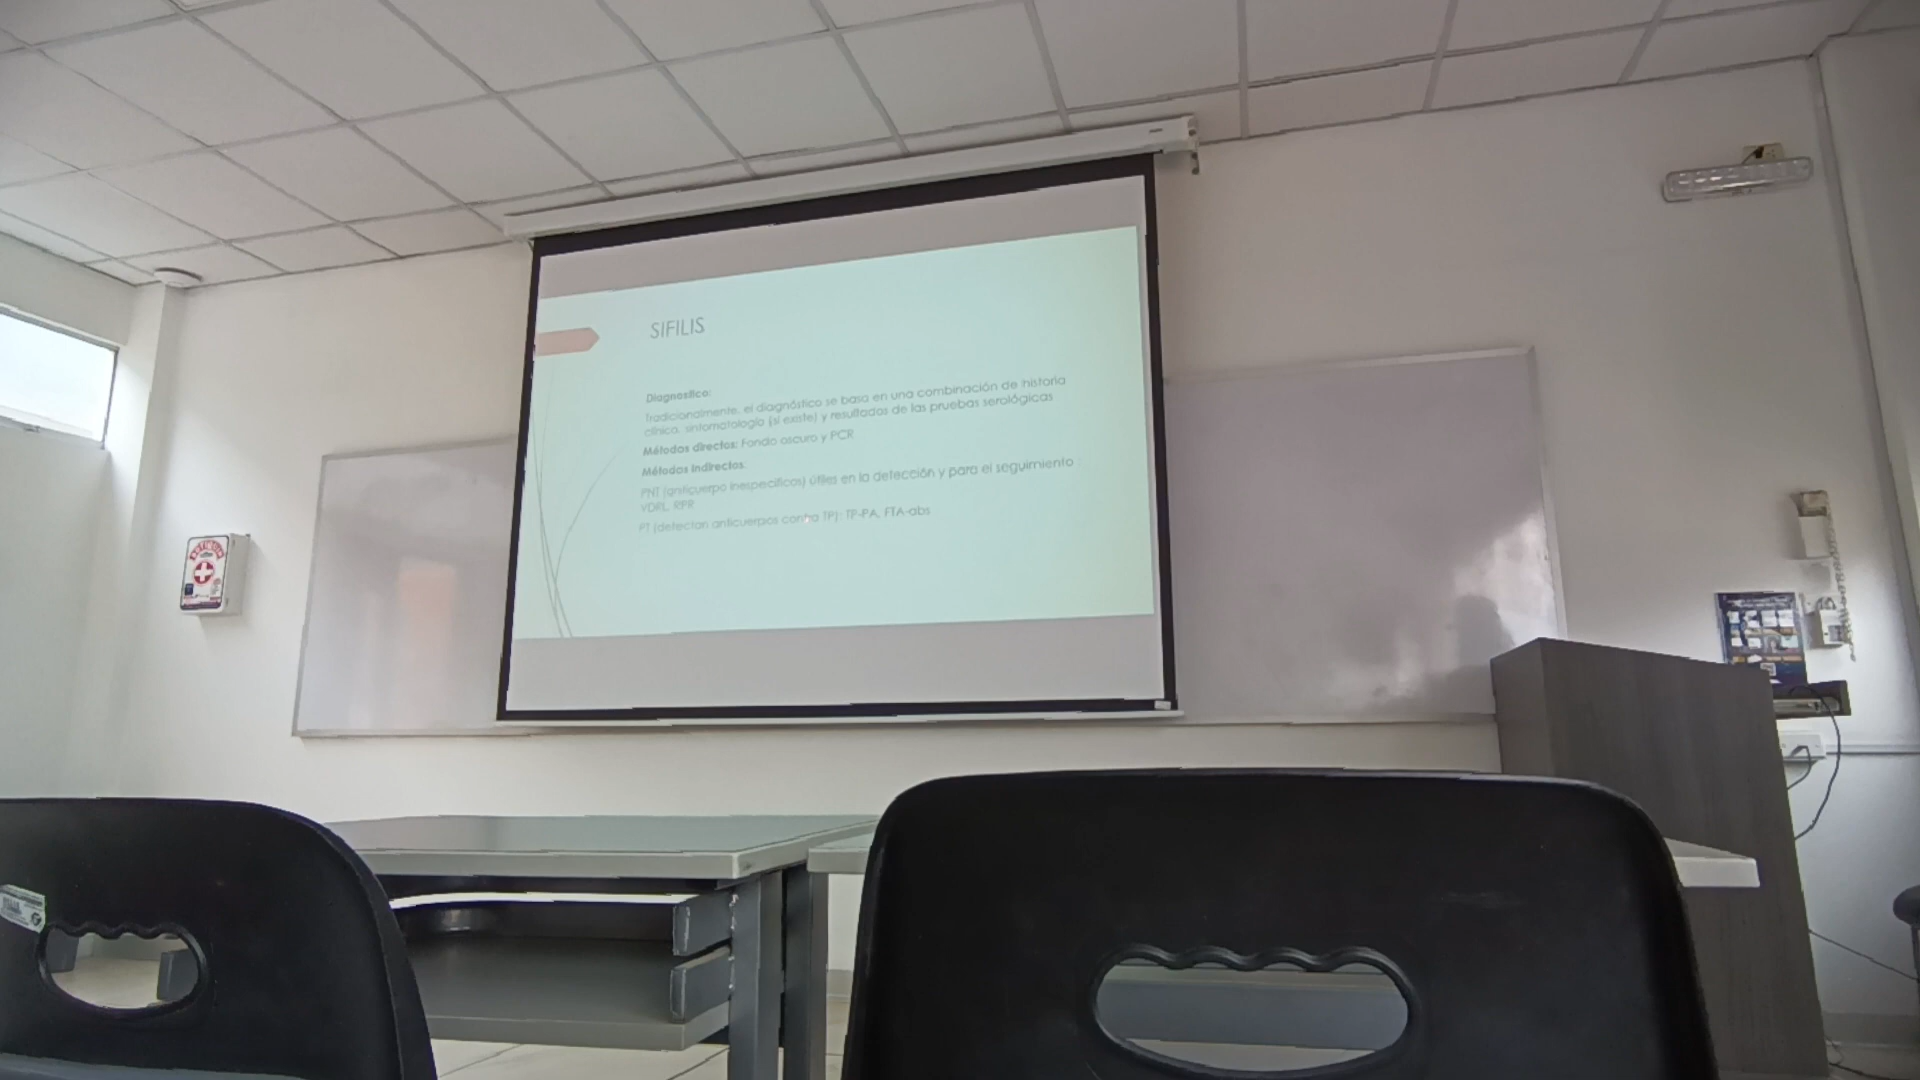 SIFILIS
Diagnostico:
Tradicionalmente, el diagnóstico se basa en una combinación de historia
clínica, sintomatología (si existe) y resultados de las pruebas serológicas
Métodos directos: Fondo oscuro y PCR
Métodos indirectos:
PNT (anticuerpo inespecificos) útiles en la detección y para el seguimiento
VDRL, RPR
PT (detectan anticuerpos contra TP): TP-PA, FTA-abs